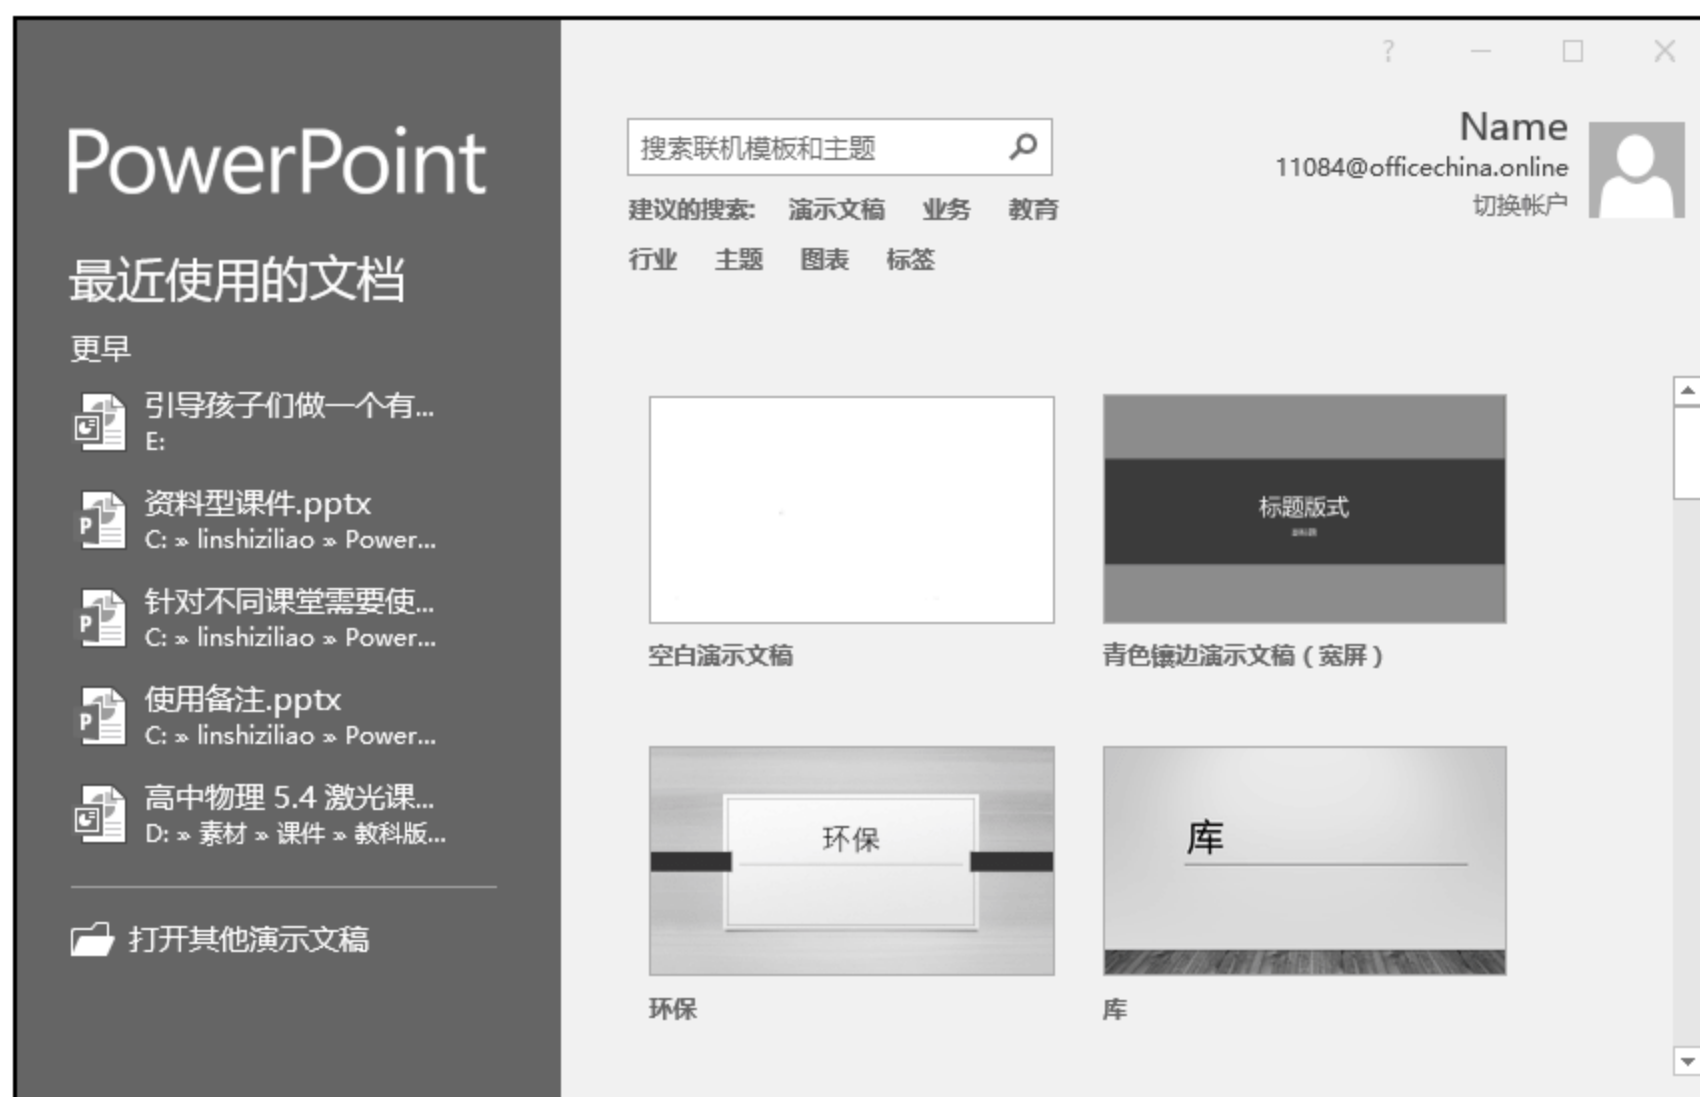 PowerPoint
最近使用的文档
更早
引导孩子们做一个有...
E:
资料型课件.pptx
C: » linshiziliao » Power...
针对不同课堂需要使...
C: » linshiziliao » Power...
使用备注.pptx
C: » linshiziliao » Power...
高中物理 5.4 激光课...
D: » 素材 » 课件 » 教科版...
打开其他演示文稿
?
搜索联机模板和主题
Name
11084@officechina.online
切换帐户
建议的搜索: 演示文稿 业务 教育
行业 主题 图表 标签
标题版式
副标题
空白演示文稿
青色镶边演示文稿(宽屏)
环保
库
环保
库